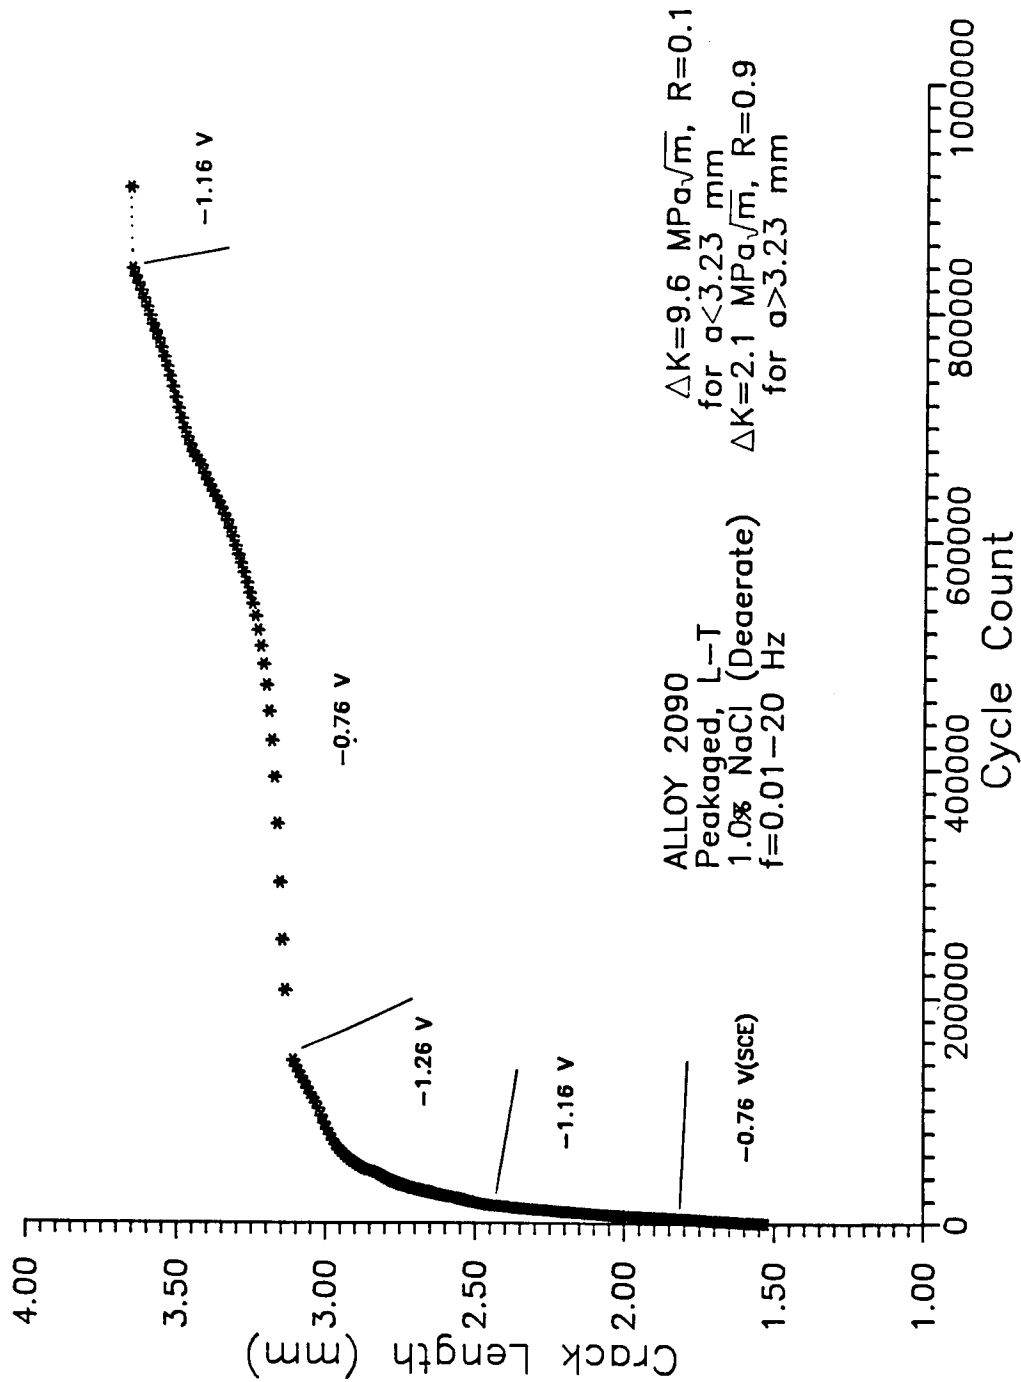 4.00
3.50
3.00
2.50
2.00
1.50
1.00
Crack Length (mm)
-1.16 V
-0.76 V
-1.26 V
-1.16 V
-0.76 V(SCE)
ALLOY 2090
Peakaged, L-T
1.0% NaCl (Deaerate)
f=0.01-20 Hz
ΔK=9.6 MPa√m, R=0.1
for a<3.23 mm
ΔK=2.1 MPa√m, R=0.9
for a>3.23 mm
0
200000
400000
600000
800000
1000000
Cycle Count